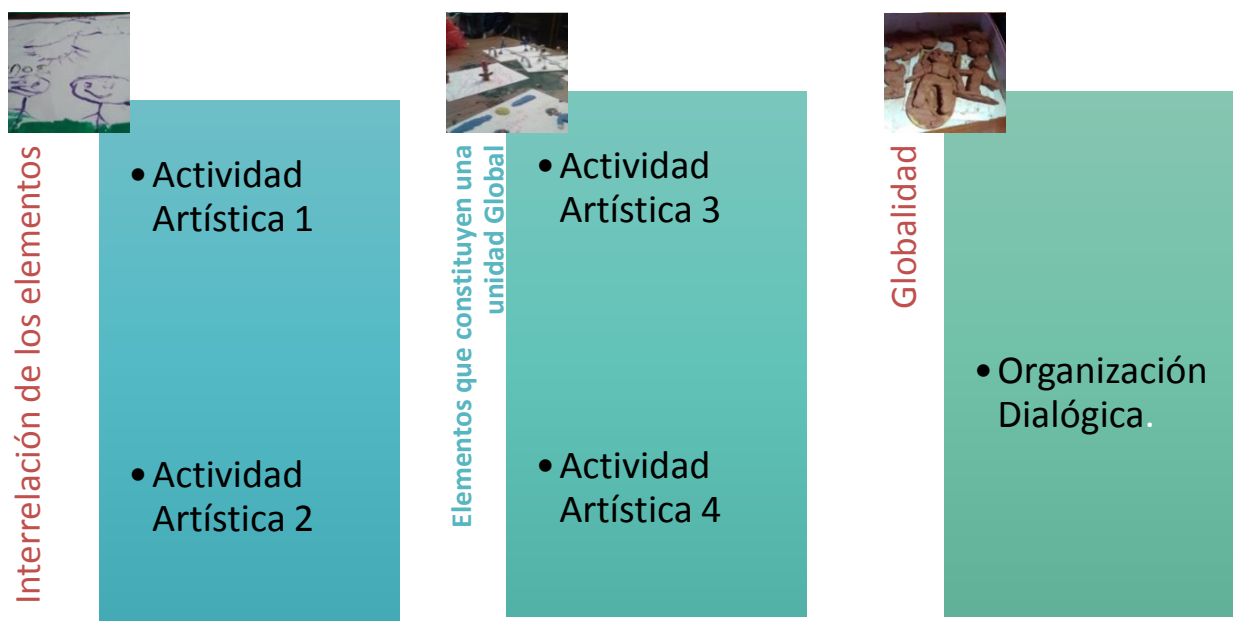 Interrelación de los elementos
• Actividad
Artística 1
• Actividad
Artística 2
Elementos que constituyen una
unidad Global
• Actividad
Artística 3
• Actividad
Artística 4
Globalidad
• Organización
Dialógica.